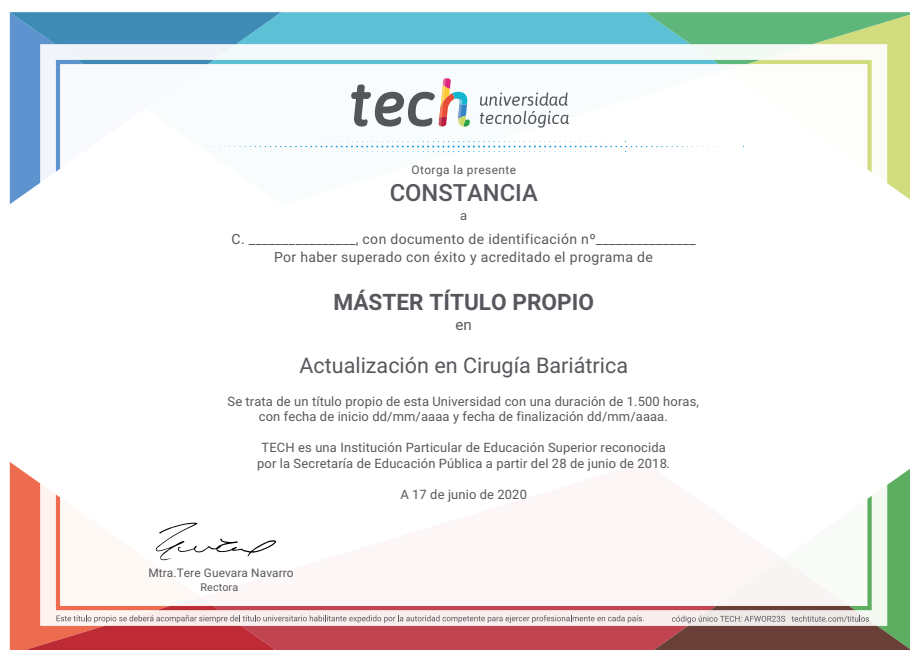 tech universidad
tecnológica
Otorga la presente
CONSTANCIA
a
C. ________________, con documento de identificación nº_______________
Por haber superado con éxito y acreditado el programa de
MÁSTER TÍTULO PROPIO
en
Actualización en Cirugía Bariátrica
Se trata de un título propio de esta Universidad con una duración de 1.500 horas,
con fecha de inicio dd/mm/aaaa y fecha de finalización dd/mm/aaaa.
TECH es una Institución Particular de Educación Superior reconocida
por la Secretaría de Educación Pública a partir del 28 de junio de 2018.
A 17 de junio de 2020
Mtra.Tere Guevara Navarro
Rectora
Este título propio se deberá acompañar siempre del título universitario habilitante expedido por la autoridad competente para ejercer profesionalmente en cada país. código único TECH: AFWOR23S techtitute.com/titulos